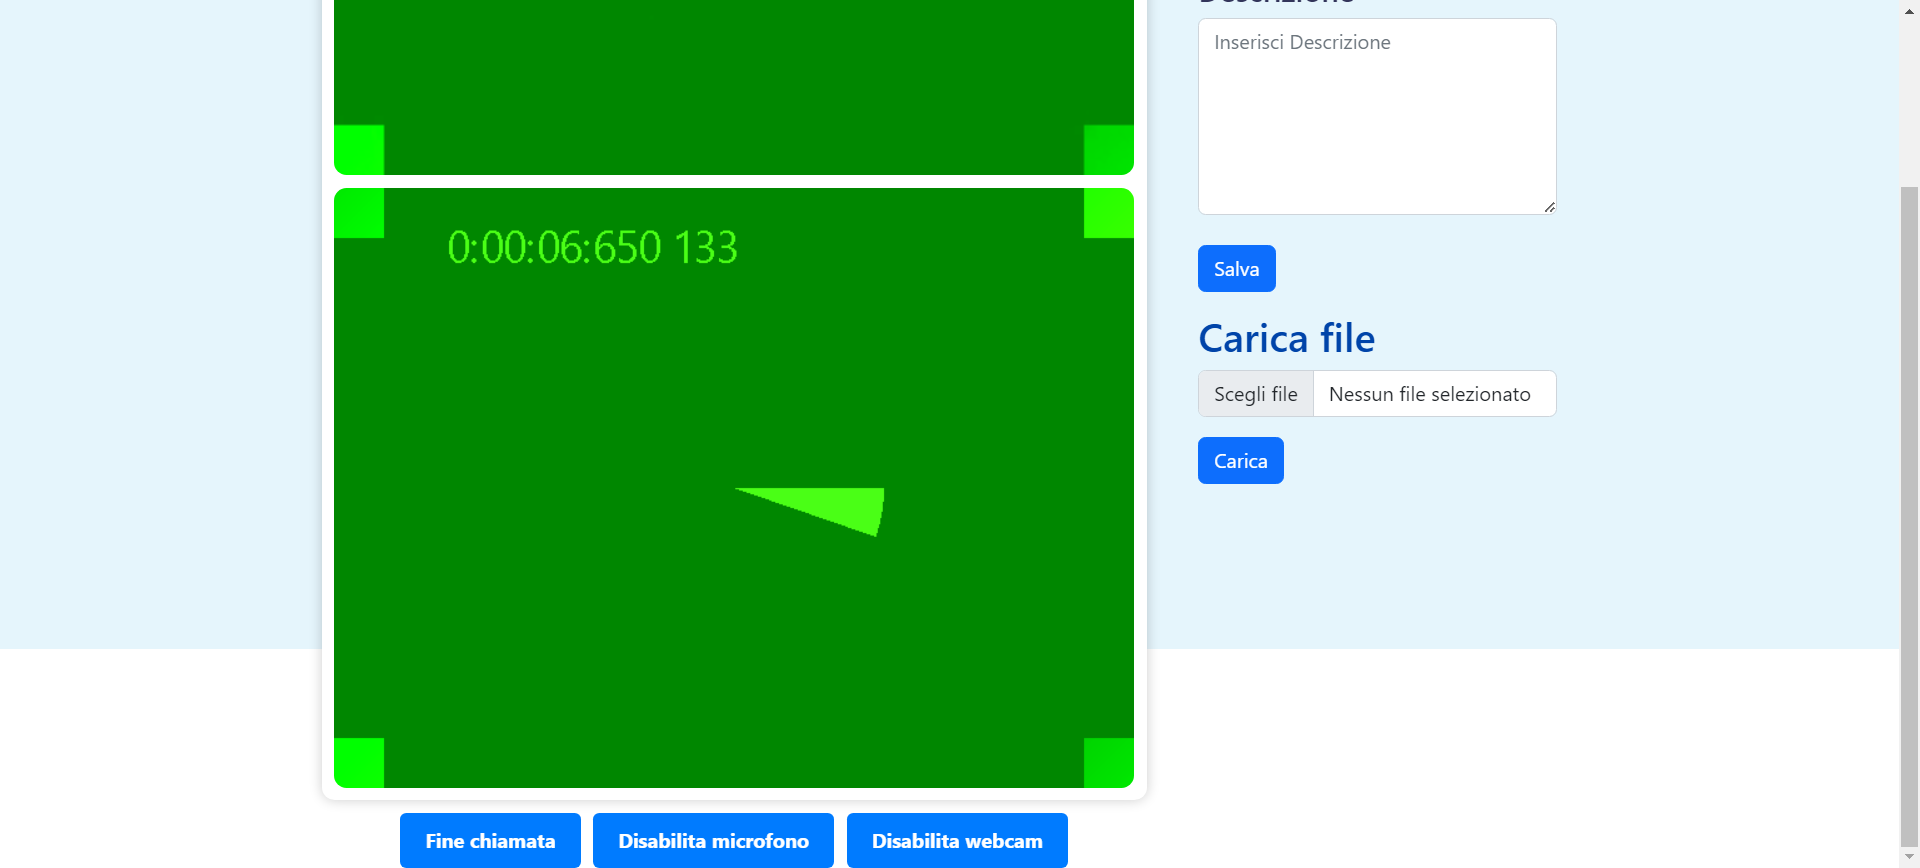 0:00:06:650 133
Fine chiamata
Disabilita microfono
Disabilita webcam
Descrizione
Inserisci Descrizione
Salva
Carica file
Scegli file
Nessun file selezionato
Carica